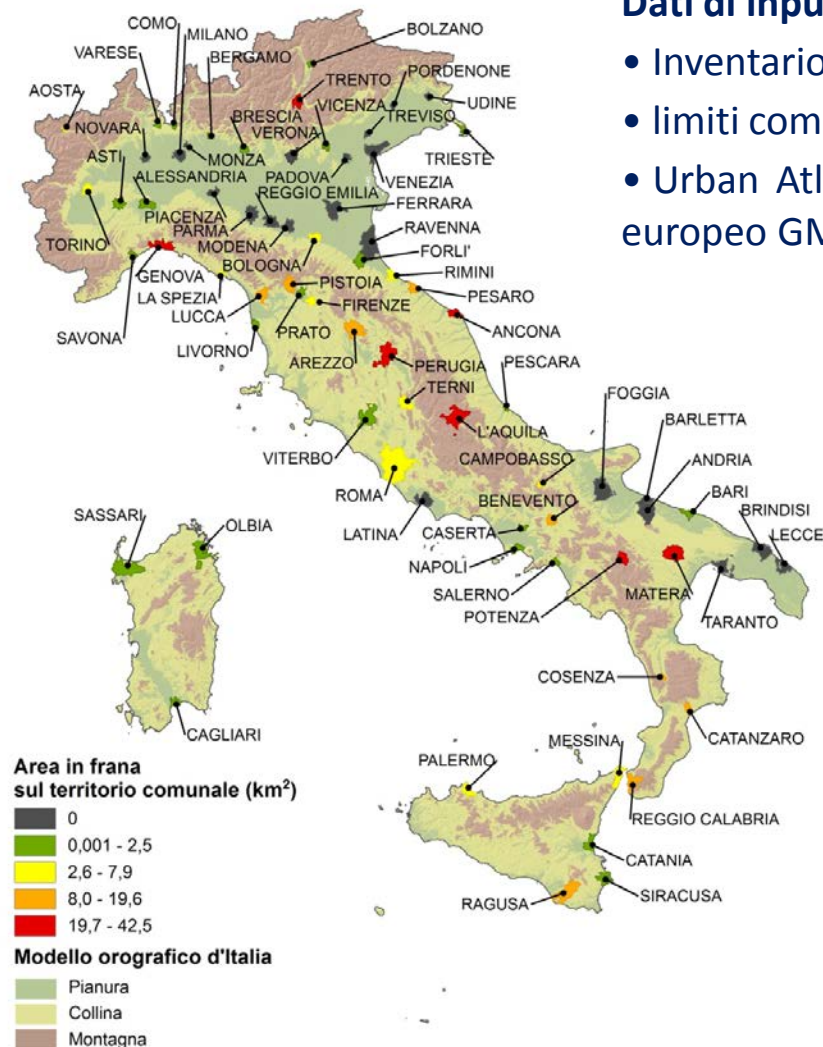 Dati di inpu
• Inventario
• limiti com
• Urban Atl
europeo GM
COMO
MILANO
BERGAMO
VARESE
BOLZANO
TRENTO
PORDENONE
AOSTA
VICENZA
UDINE
BRESCIA
TREVISO
NOVARA
VERONA
TRIESTE
ASTI
MONZA
PADOVA
VENEZIA
ALESSANDRIA
REGGIO EMILIA
FERRARA
PIACENZA
PARMA
RAVENNA
TORINO
MODENA
FORLI'
BOLOGNA
RIMINI
GENOVA
PISTOIA
PESARO
LA SPEZIA
FIRENZE
LUCCA
ANCONA
SAVONA
PRATO
LIVORNO
AREZZO
PERUGIA
PESCARA
TERNI
FOGGIA
L'AQUILA
BARLETTA
VITERBO
CAMPOBASSO
ANDRIA
ROMA
BENEVENTO
BARI
BRINDISI
SASSARI
OLBIA
LATINA
CASERTA
LECCE
NAPOLI
SALERNO
MATERA
POTENZA
TARANTO
COSENZA
CAGLIARI
MESSINA
CATANZARO
PALERMO
REGGIO CALABRIA
CATANIA
RAGUSA
SIRACUSA
Area in frana
sul territorio comunale (km²)
0
0,001 - 2,5
2,6 - 7,9
8,0 - 19,6
19,7 - 42,5
Modello orografico d'Italia
Pianura
Collina
Montagna